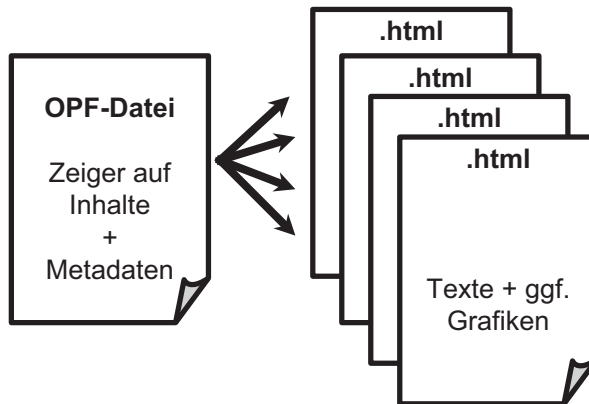 OPF-Datei
Zeiger auf
Inhalte
+
Metadaten
.html
.html
.html
.html
Texte + ggf.
Grafiken